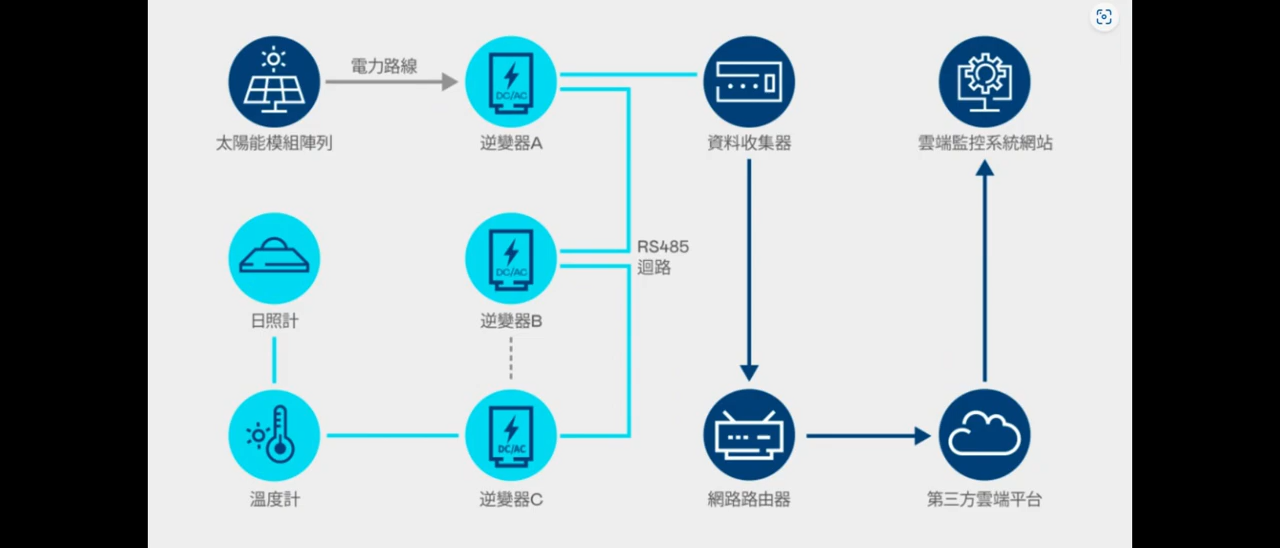 電力路線
DC/AC
太陽能模組陣列
逆變器A
資料收集器
雲端監控系統網站
RS485
迴路
DC/AC
日照計
逆變器B
DC/AC
溫度計
逆變器C
網路路由器
第三方雲端平台